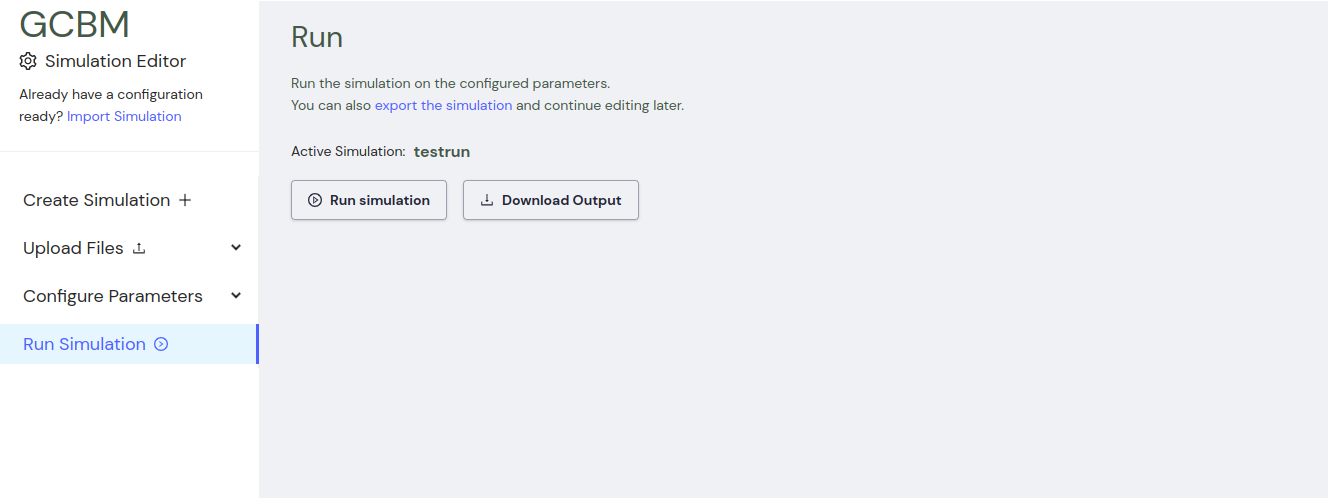 GCBM
Simulation Editor
Already have a configuration
ready? Import Simulation
Create Simulation
Upload Files
Configure Parameters
Run Simulation
Run
Run the simulation on the configured parameters.
You can also export the simulation and continue editing later.
Active Simulation: testrun
Run simulation
Download Output